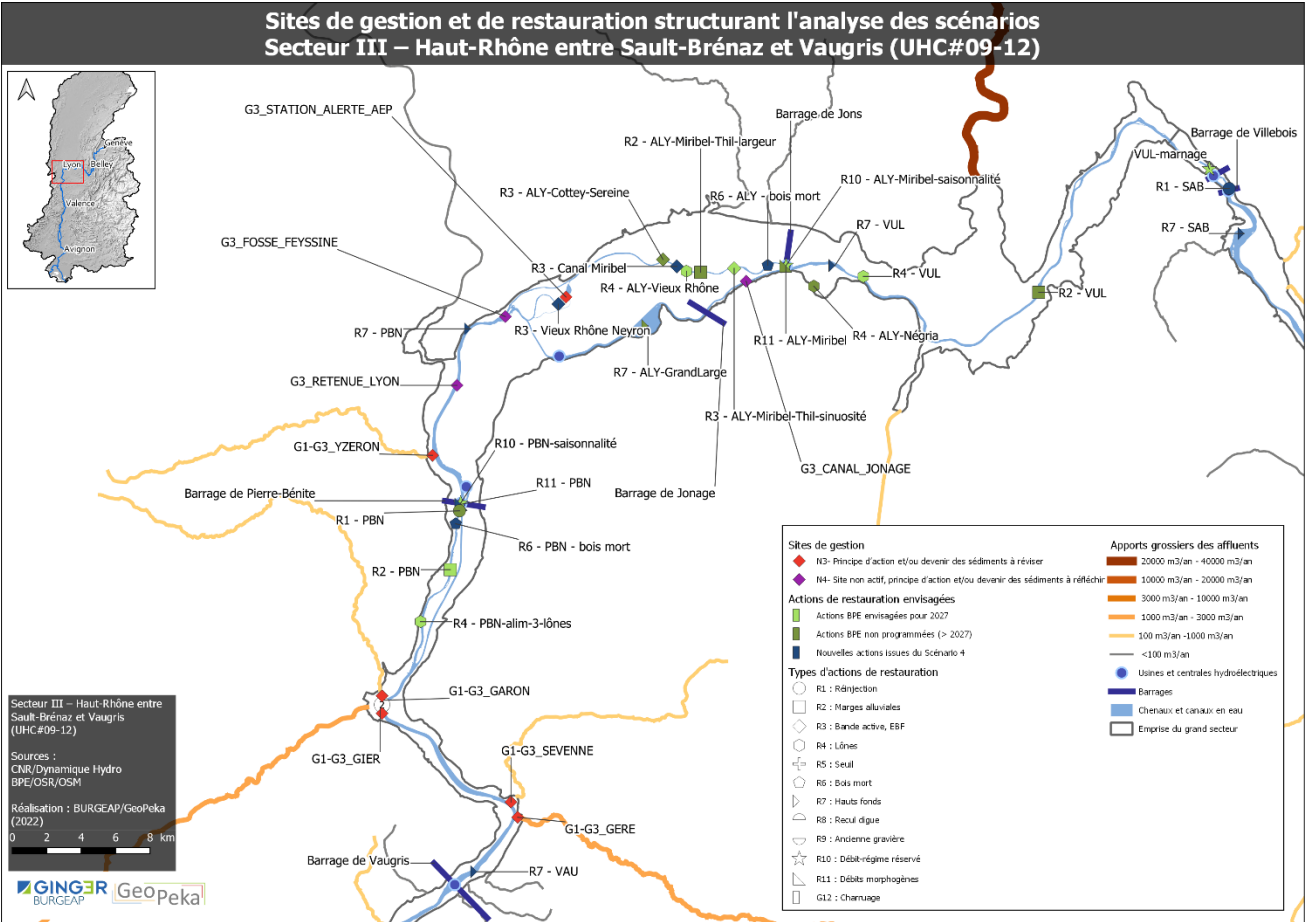 Sites de gestion et de restauration structurant l'analyse des scénarios
Secteur III – Haut-Rhône entre Sault-Brénaz et Vaugris (UHC#09-12)
Genève
Lyon
Belley
Valence
Avignon
G3_STATION_ALERTE_AEP
Barrage de Jons
R2 - ALY-Miribel-Thil-largeur
Barrage de Villebois
VUL-marnage
R10 - ALY-Miribel-saisonnalité
R3 - ALY-Cottey-Sereine
R6 - ALY - bois mort
R1 - SAB
R7 - VUL
R7 - SAB
G3_FOSSE_FEYSSINE
R3 - Canal Miribel
R4 - VUL
R4 - ALY-Vieux Rhône
R2 - VUL
R7 - PBN
R3 - Vieux Rhône Neyron
R11 - ALY-Miribel
R4 - ALY-Négria
R7 - ALY-GrandLarge
G3_RETENUE_LYON
R3 - ALY-Miribel-Thil-sinuosité
G1-G3_YZERON
R10 - PBN-saisonnalité
G3_CANAL_JONAGE
R11 - PBN
Barrage de Pierre-Bénite
Barrage de Jonage
R1 - PBN
R6 - PBN - bois mort
R2 - PBN
R4 - PBN-alim-3-lônes
G1-G3_GARON
2
G1-G3_GIER
G1-G3_SEVENNE
G1-G3_GERE
Barrage de Vaugris
R7 - VAU
Sites de gestion
N3- Principe d'action et/ou devenir des sédiments à réviser
N4- Site non actif, principe d'action et/ou devenir des sédiments à réfléchir
Actions de restauration envisagées
Actions BPE envisagées pour 2027
Actions BPE non programmées (> 2027)
Nouvelles actions issues du Scénario 4
Types d'actions de restauration
R1 : Réinjection
R2 : Marges alluviales
R3 : Bande active, EBF
R4 : Lônes
R5 : Seuil
R6 : Bois mort
R7 : Hauts fonds
R8 : Recul digue
R9 : Ancienne gravière
R10 : Débit-régime réservé
R11 : Débits morphogènes
G12 : Charruage
Apports grossiers des affluents
20000 m3/an - 40000 m3/an
10000 m3/an - 20000 m3/an
3000 m3/an - 10000 m3/an
1000 m3/an - 3000 m3/an
100 m3/an -1000 m3/an
<100 m3/an
Usines et centrales hydroélectriques
Barrages
Chenaux et canaux en eau
Emprise du grand secteur
Secteur III – Haut-Rhône entre
Sault-Brénaz et Vaugris
(UHC#09-12)
Sources :
CNR/Dynamique Hydro
BPE/OSR/OSM
Réalisation : BURGEAP/GeoPeka
(2022)
0 2 4 6 8 km
GINGER
BURGEAP
GeoPeka